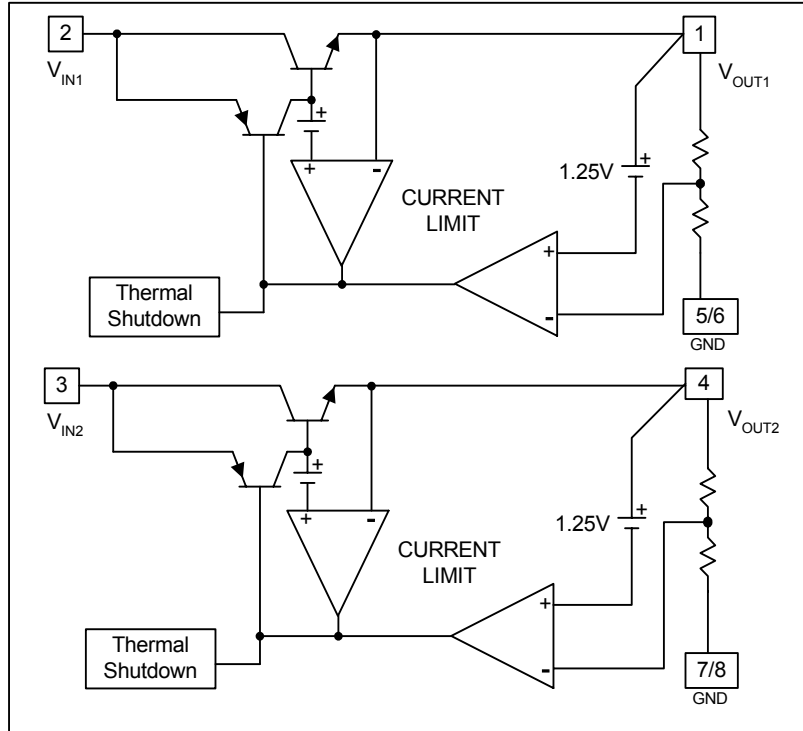 2
V_IN1
1
V_OUT1
+
+
-
CURRENT
LIMIT
1.25V
+
+
-
Thermal
Shutdown
5/6
GND
3
V_IN2
4
V_OUT2
+
+
-
CURRENT
LIMIT
1.25V
+
+
-
Thermal
Shutdown
7/8
GND